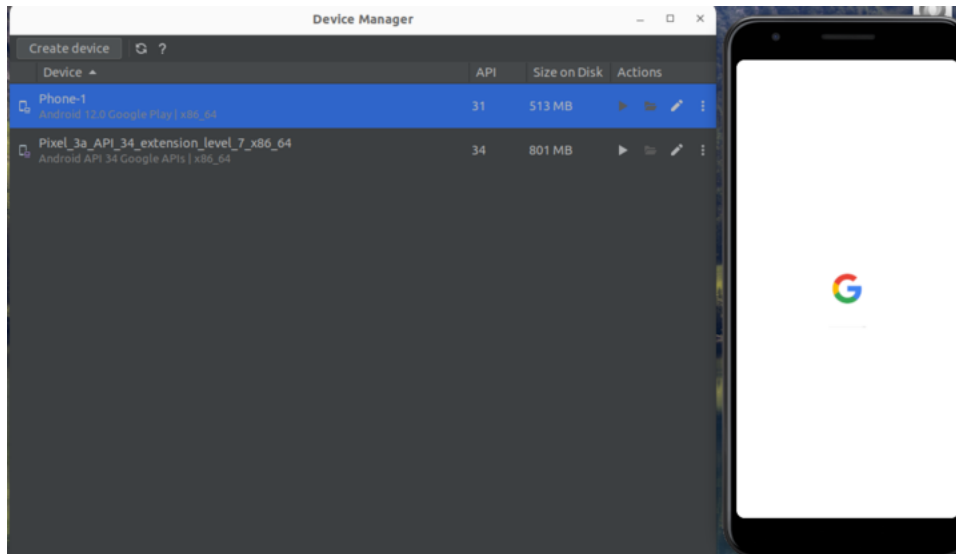 Device Manager
Create device ?
Device API Size on Disk Actions
Phone-1 31 513 MB
Android 12.0 Google Play | x86_64
Pixel_3a_API_34_extension_level_7_x86_64 34 801 MB
Android API 34 Google APIs | x86_64
G